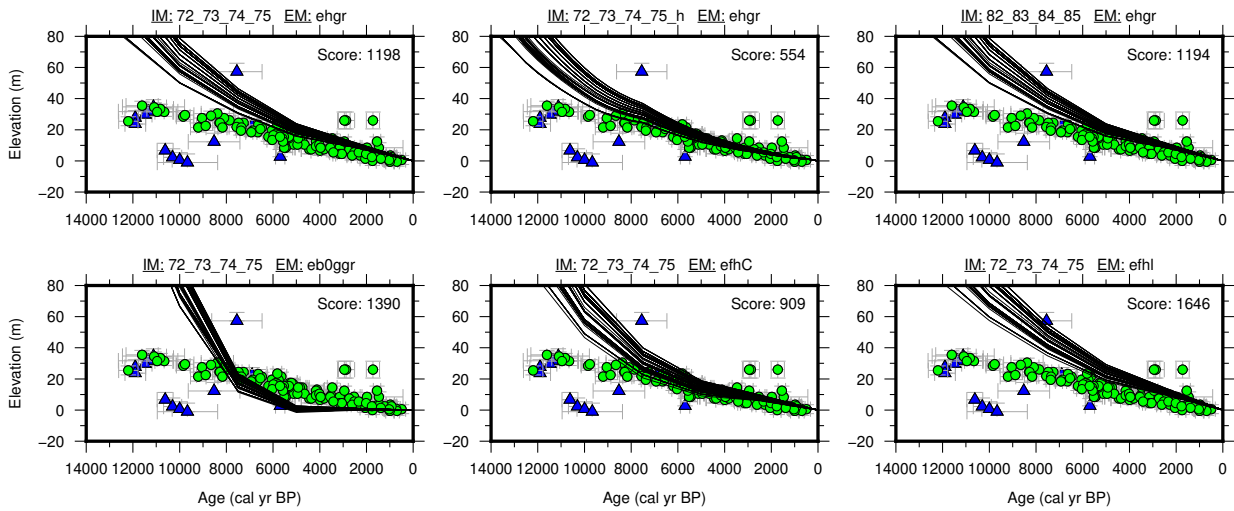 IM: 72_73_74_75 EM: ehgr
IM: 72_73_74_75_h EM: ehgr
IM: 82_83_84_85 EM: ehgr
Elevation (m)
80
60
40
20
0
−20
Score: 1198
14000 12000 10000 8000 6000 4000 2000 0
80
60
40
20
0
−20
Score: 554
14000 12000 10000 8000 6000 4000 2000 0
80
60
40
20
0
−20
Score: 1194
14000 12000 10000 8000 6000 4000 2000 0
IM: 72_73_74_75 EM: eb0ggr
IM: 72_73_74_75 EM: efhC
IM: 72_73_74_75 EM: efhl
Elevation (m)
80
60
40
20
0
−20
Score: 1390
14000 12000 10000 8000 6000 4000 2000 0
Age (cal yr BP)
80
60
40
20
0
−20
Score: 909
14000 12000 10000 8000 6000 4000 2000 0
Age (cal yr BP)
80
60
40
20
0
−20
Score: 1646
14000 12000 10000 8000 6000 4000 2000 0
Age (cal yr BP)